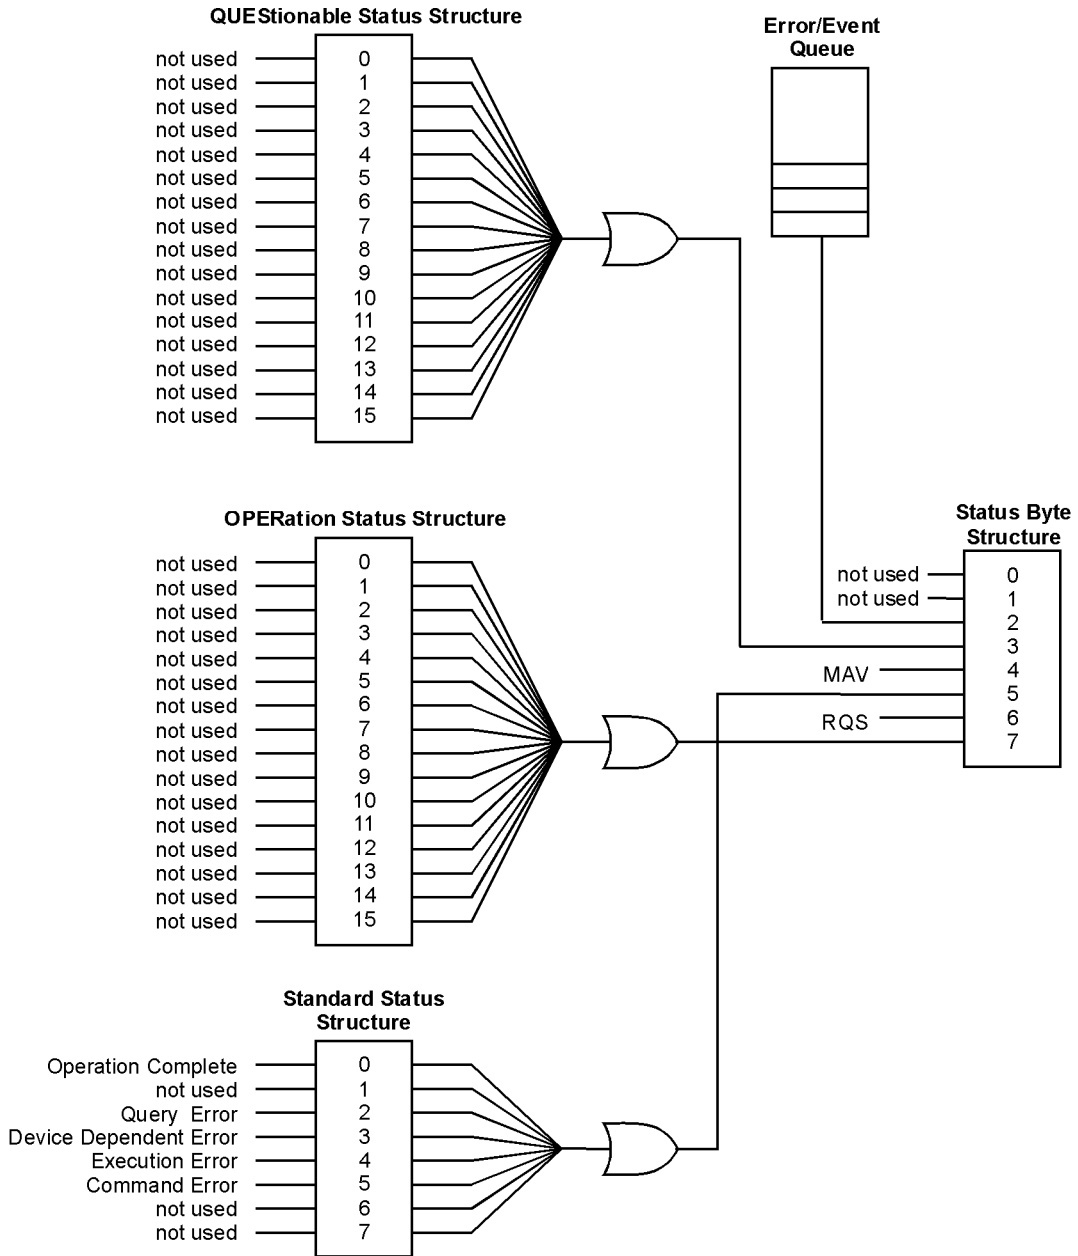 QUEStionable Status Structure
not used 0
not used 1
not used 2
not used 3
not used 4
not used 5
not used 6
not used 7
not used 8
not used 9
not used 10
not used 11
not used 12
not used 13
not used 14
not used 15
Error/Event
Queue
OPERation Status Structure
not used 0
not used 1
not used 2
not used 3
not used 4
not used 5
not used 6
not used 7
not used 8
not used 9
not used 10
not used 11
not used 12
not used 13
not used 14
not used 15
Status Byte
Structure
not used 0
not used 1
2
3
MAV 4
5
RQS 6
7
Standard Status
Structure
Operation Complete 0
not used 1
Query Error 2
Device Dependent Error 3
Execution Error 4
Command Error 5
not used 6
not used 7